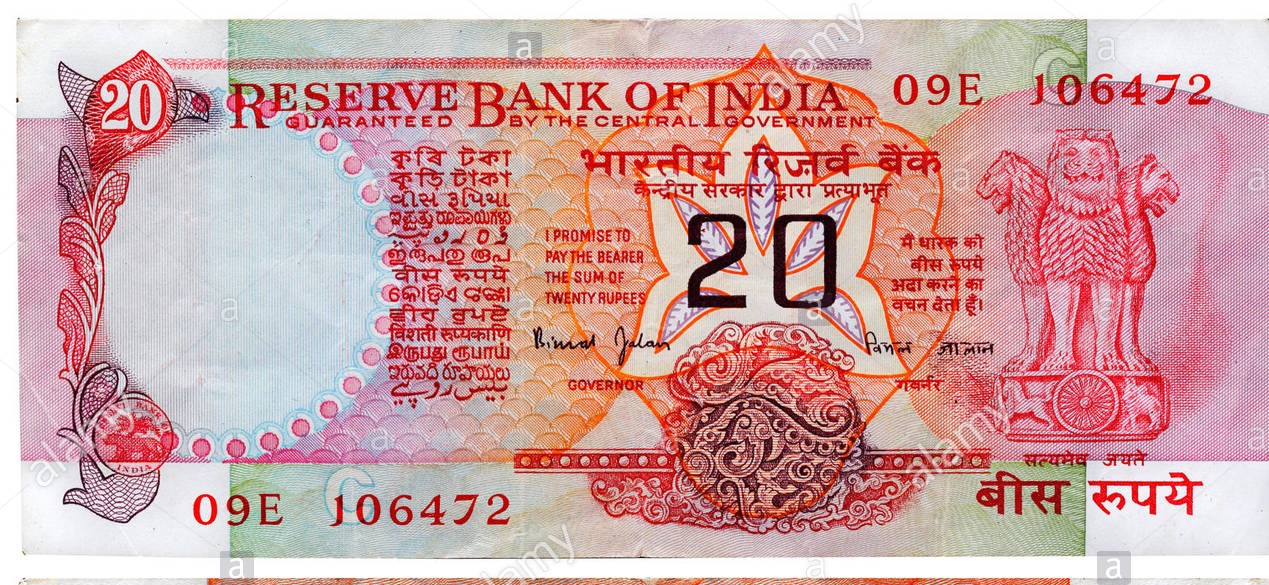 20
RESERVE BANK OF INDIA
GUARANTEED BY THE CENTRAL GOVERNMENT
09E 106472
भारतीय रिज़र्व बैंक
केन्द्रीय सरकार द्वारा प्रत्याभूत
কুৰি টকা
কুড়ি টাকা
વીસ રૂપિયા
ಇಪ್ಪತ್ತು ರೂಪಾಯಿಗಳು
ഇരുപതു രൂപ
वीस रुपये
କୋଡ଼ିଏ ଟଙ୍କା
ਵੀਹ ਰੁਪਏ
विंशती रूप्यकाणि
இருபது ரூபாய்
ఇరువది రూపాయలు
بیس روپے
I PROMISE TO
PAY THE BEARER
THE SUM OF
TWENTY RUPEES
20
मैं धारक को
बीस रुपये
अदा करने का
वचन देता हूँ।
Bimal Jalan
विमल जालान
GOVERNOR
गवर्नर
BANK
INDIA
सत्यमेव जयते
09E 106472
बीस रुपये
a alamy